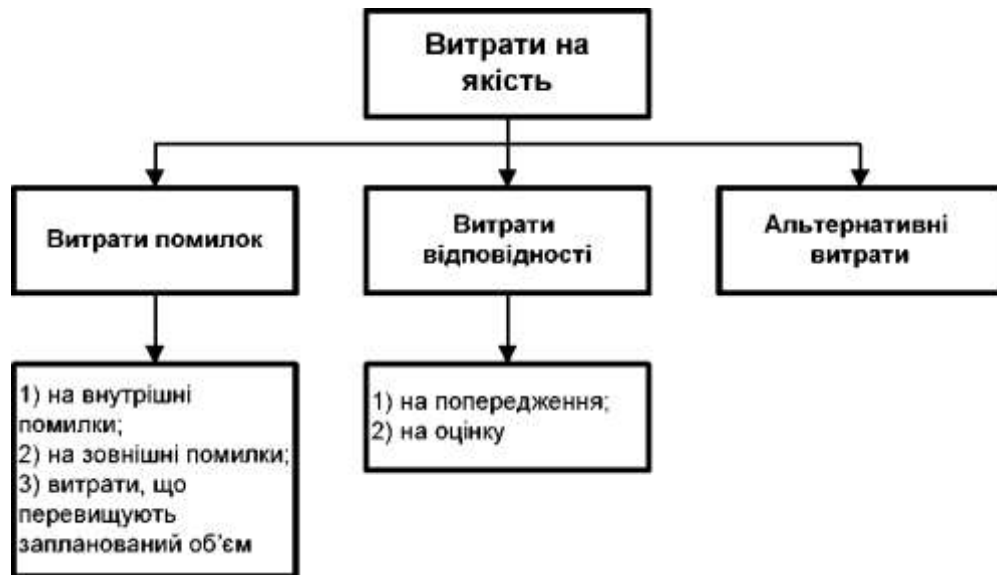 Витрати на
якість
Витрати помилок
Витрати
відповідності
Альтернативні
витрати
1) на внутрішні
помилки;
2) на зовнішні помилки;
3) витрати, що
перевищують
запланований об'єм
1) на попередження;
2) на оцінку